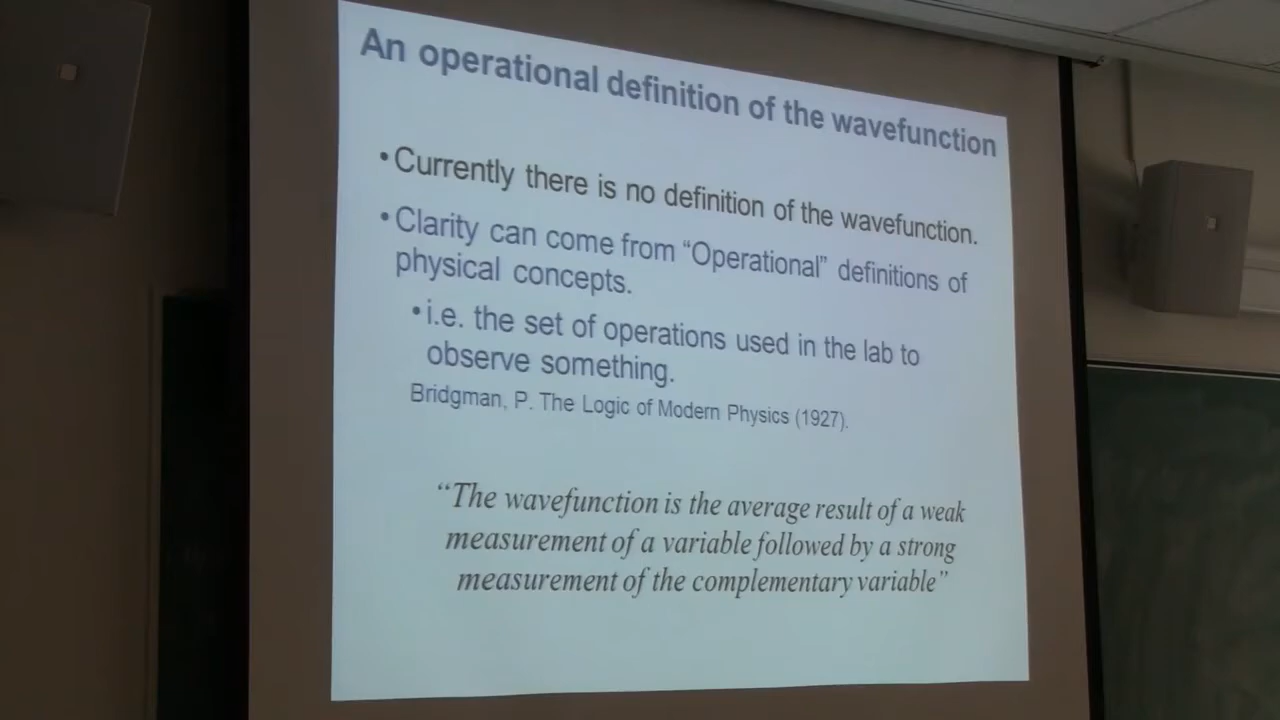 An operational definition of the wavefunction
•Currently there is no definition of the wavefunction.
•Clarity can come from “Operational” definitions of
physical concepts.
•i.e. the set of operations used in the lab to
observe something.
Bridgman, P. The Logic of Modern Physics (1927).
“The wavefunction is the average result of a weak
measurement of a variable followed by a strong
measurement of the complementary variable”